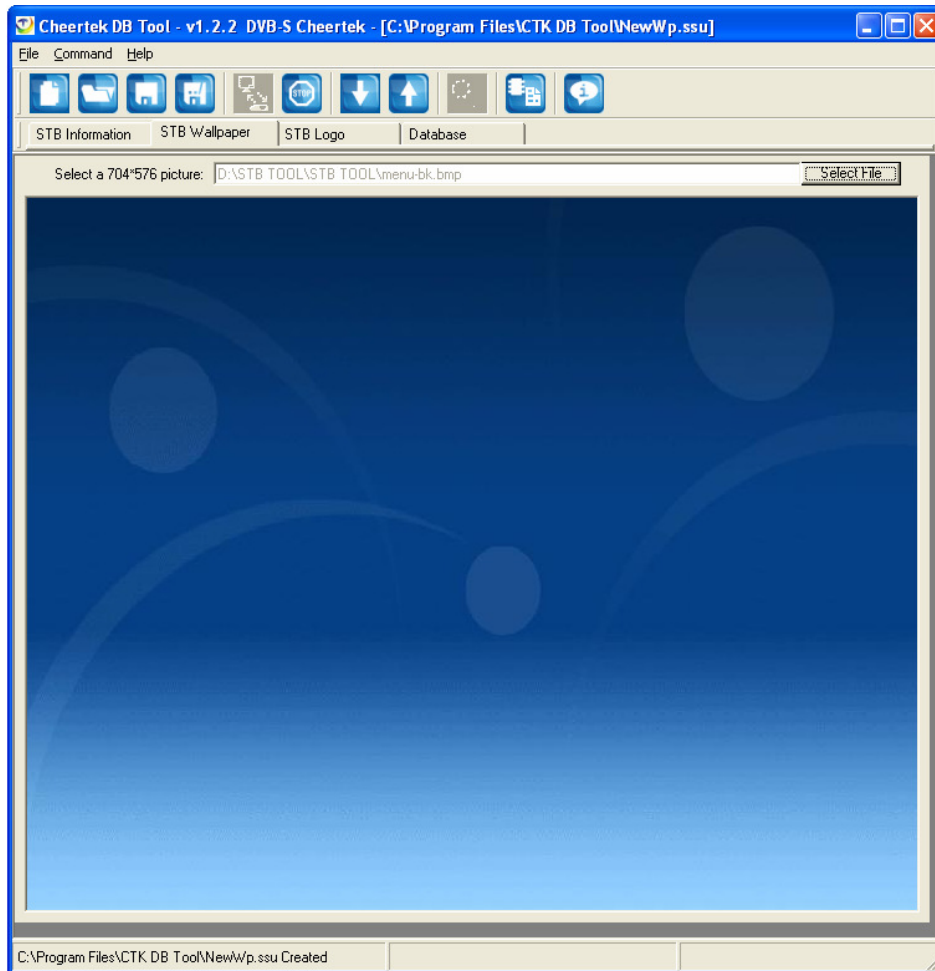 Cheertek DB Tool - v1.2.2 DVB-S Cheertek - [C:\Program Files\CTK DB Tool\NewWp.ssu]
File Command Help
STOP
STB Information STB Wallpaper STB Logo Database
Select a 704*576 picture: D:\STB TOOL\STB TOOL\menu-bk.bmp Select File
C:\Program Files\CTK DB Tool\NewWp.ssu Created